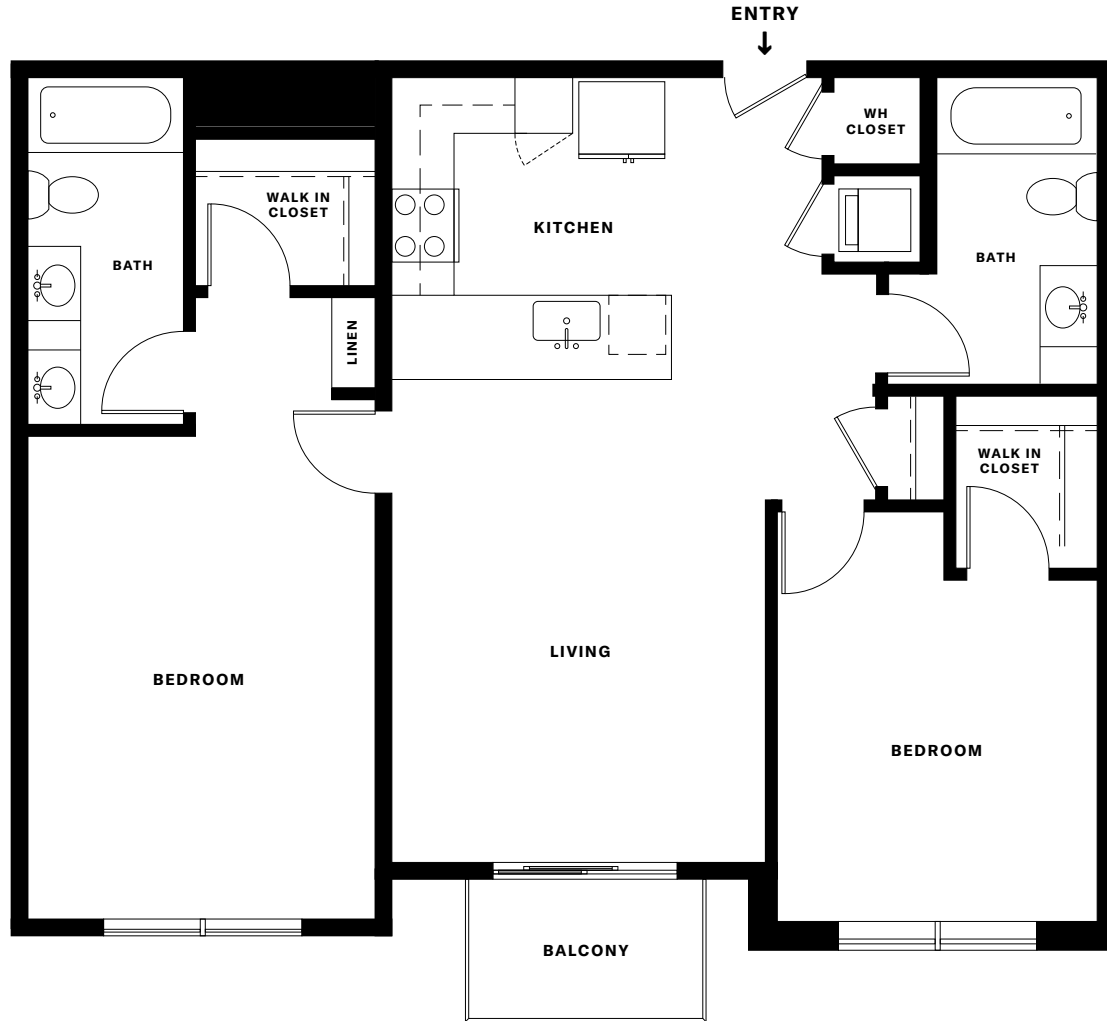 ENTRY
WH
CLOSET
WALK IN
CLOSET
KITCHEN
BATH
BATH
LINEN
WALK IN
CLOSET
LIVING
BEDROOM
BEDROOM
BALCONY